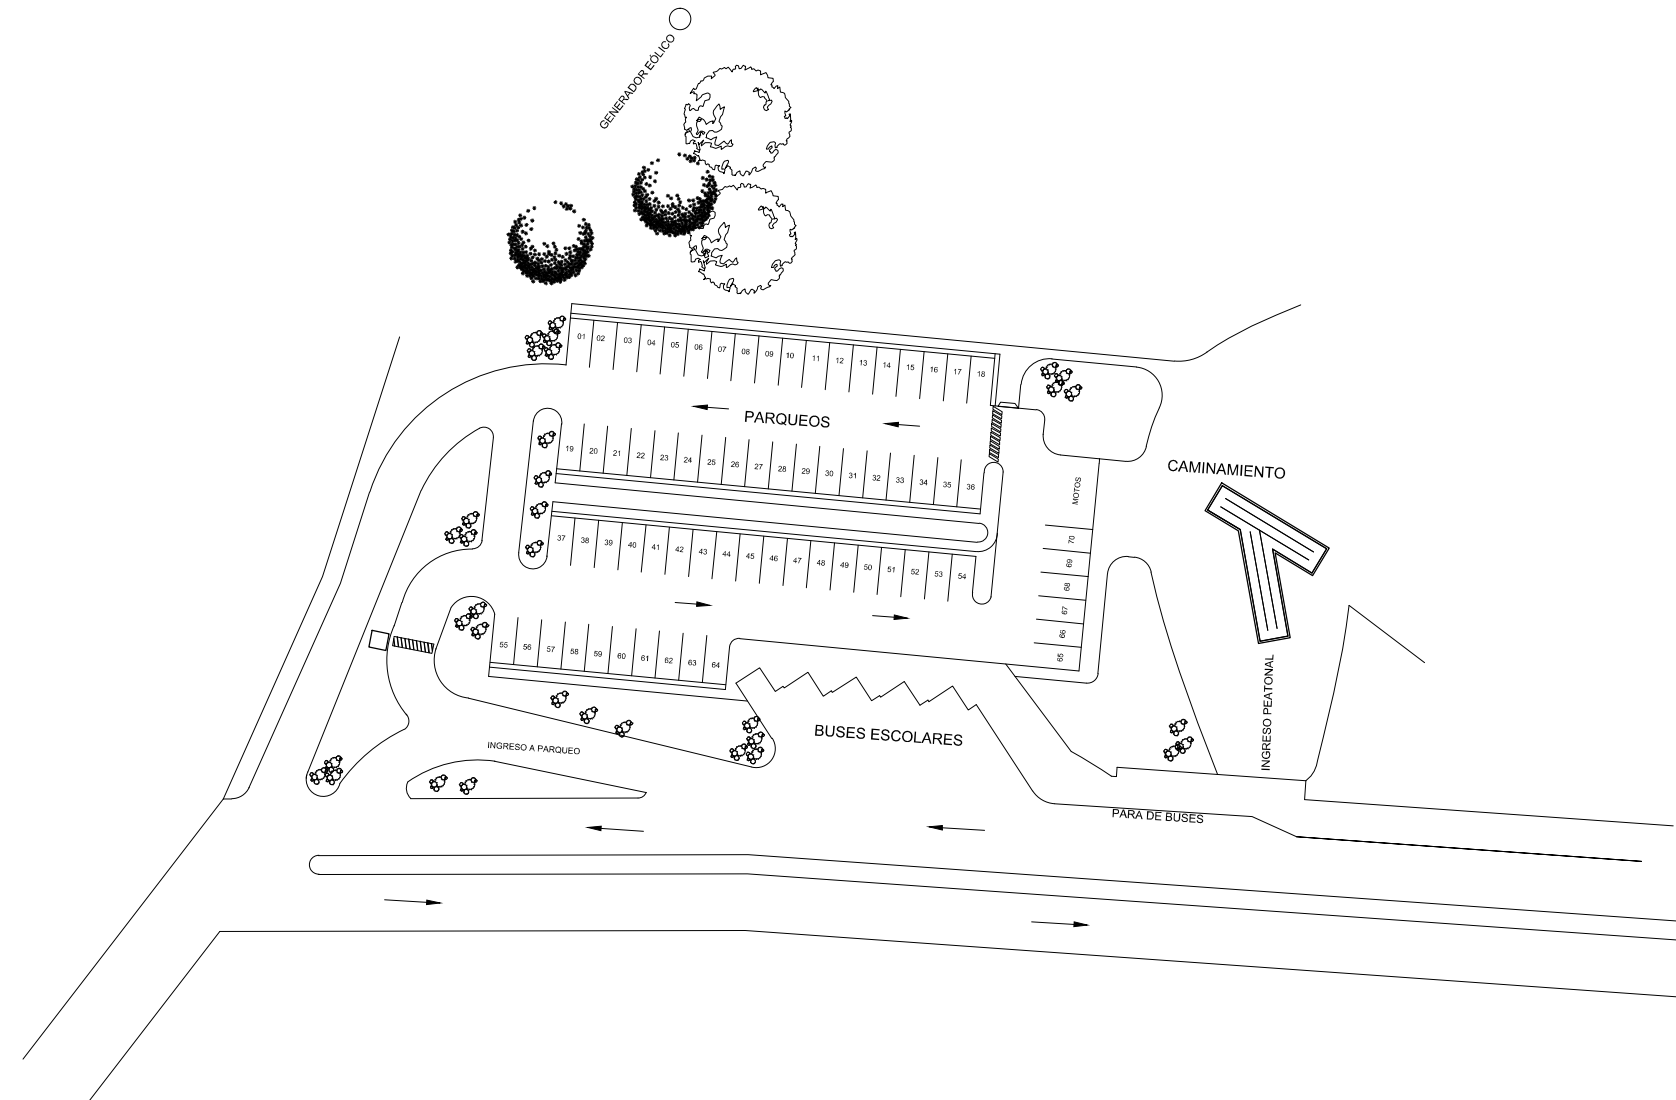 GENERADOR EÓLICO
01 02 03 04 05 06 07 08 09 10 11 12 13 14 15 16 17 18
PARQUEOS
19 20 21 22 23 24 25 26 27 28 29 30 31 32 33 34 35 36
CAMINAMIENTO
MOTOS
37 38 39 40 41 42 43 44 45 46 47 48 49 50 51 52 53 54
70
69
68
67
66
65
55 56 57 58 59 60 61 62 63 64
INGRESO PEATONAL
BUSES ESCOLARES
INGRESO A PARQUEO
PARA DE BUSES